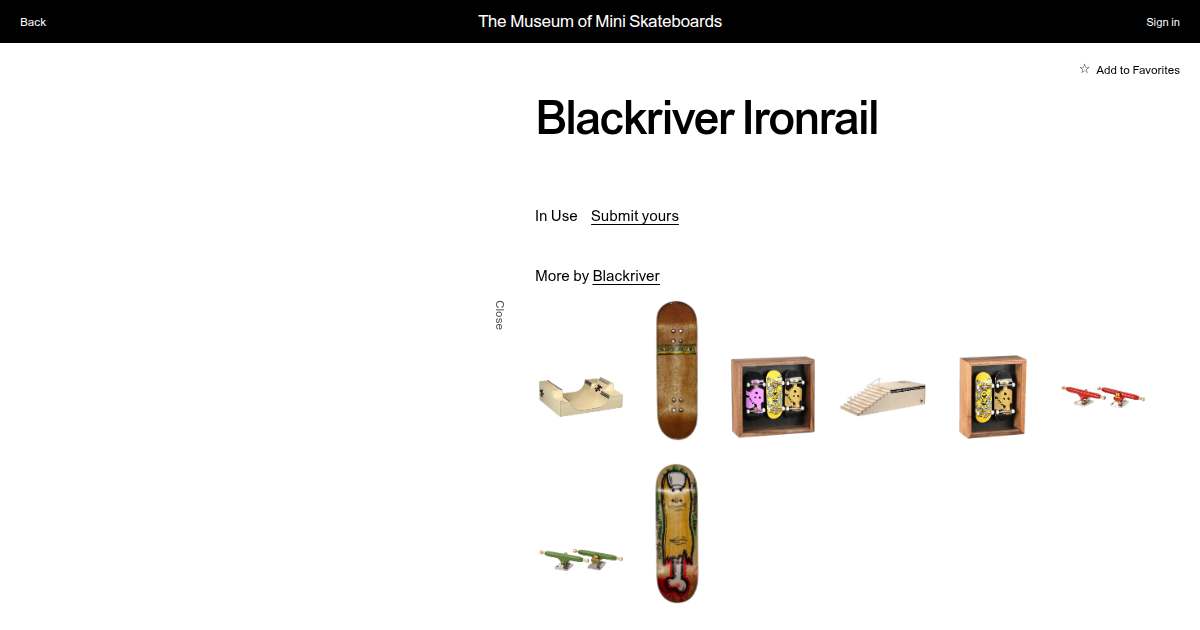 Back
The Museum of Mini Skateboards
Sign in
☆ Add to Favorites
Blackriver Ironrail
In Use Submit yours
More by Blackriver
Close